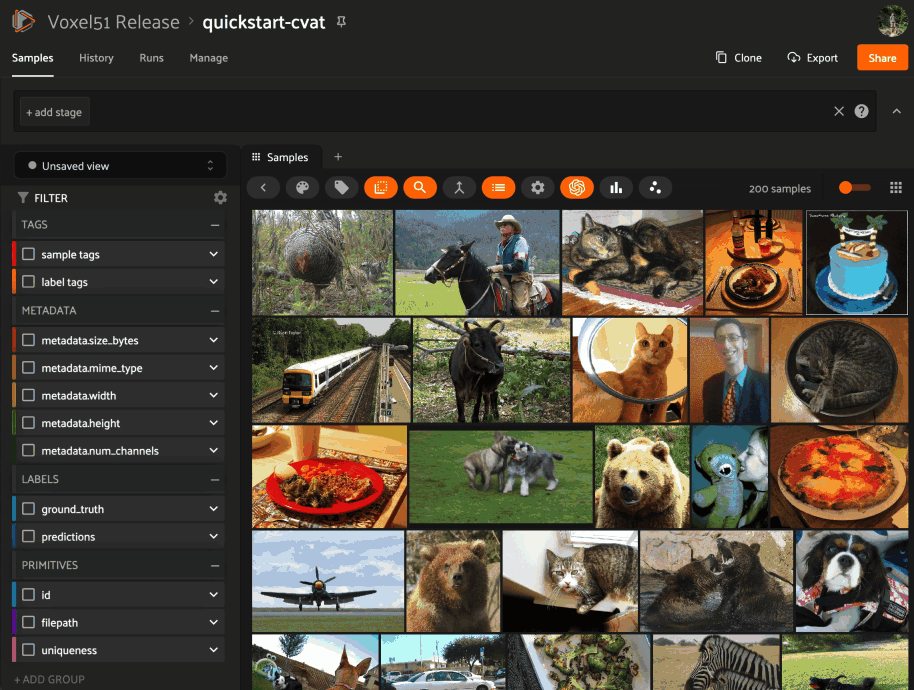 Voxel51 Release > quickstart-cvat
Samples History Runs Manage
Clone Export Share
+ add stage
Unsaved view
Samples +
200 samples
FILTER
TAGS
sample tags
label tags
METADATA
metadata.size_bytes
metadata.mime_type
metadata.width
metadata.height
metadata.num_channels
LABELS
ground_truth
predictions
PRIMITIVES
id
filepath
uniqueness
+ ADD GROUP